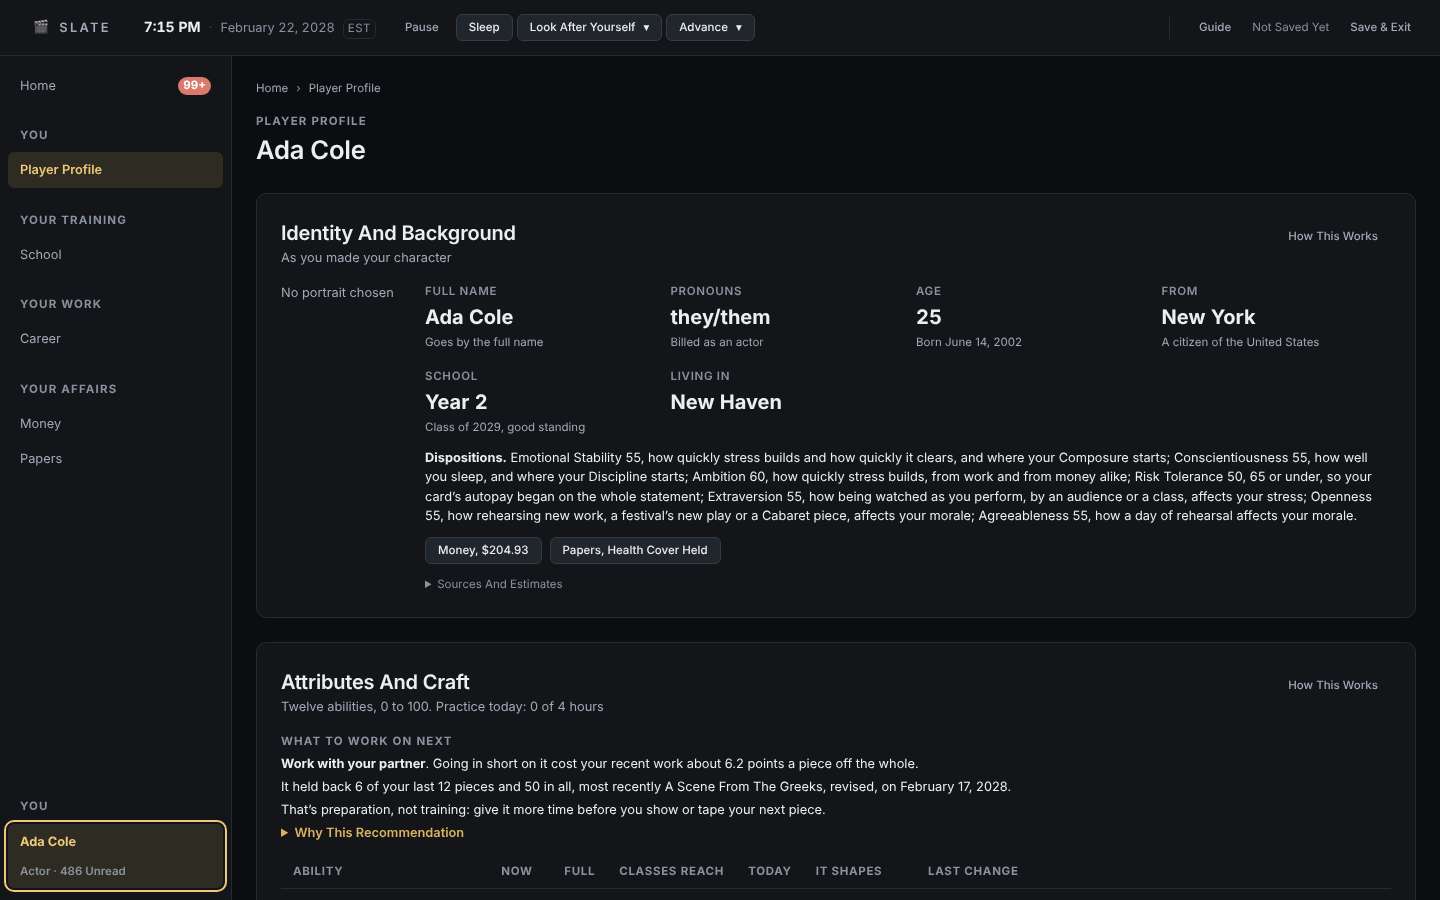 SLATE
7:15 PM · February 22, 2028 EST
Pause
Sleep
Look After Yourself ▾
Advance ▾
Guide
Not Saved Yet
Save & Exit
Home
99+
YOU
Player Profile
YOUR TRAINING
School
YOUR WORK
Career
YOUR AFFAIRS
Money
Papers
YOU
Ada Cole
Actor · 486 Unread
Home › Player Profile
PLAYER PROFILE
Ada Cole
Identity And Background
How This Works
As you made your character
No portrait chosen
FULL NAME
Ada Cole
Goes by the full name
PRONOUNS
they/them
Billed as an actor
AGE
25
Born June 14, 2002
FROM
New York
A citizen of the United States
SCHOOL
Year 2
Class of 2029, good standing
LIVING IN
New Haven
Dispositions. Emotional Stability 55, how quickly stress builds and how quickly it clears, and where your Composure starts; Conscientiousness 55, how well
you sleep, and where your Discipline starts; Ambition 60, how quickly stress builds, from work and from money alike; Risk Tolerance 50, 65 or under, so your
card’s autopay began on the whole statement; Extraversion 55, how being watched as you perform, by an audience or a class, affects your stress; Openness
55, how rehearsing new work, a festival’s new play or a Cabaret piece, affects your morale; Agreeableness 55, how a day of rehearsal affects your morale.
Money, $204.93
Papers, Health Cover Held
▶ Sources And Estimates
Attributes And Craft
How This Works
Twelve abilities, 0 to 100. Practice today: 0 of 4 hours
WHAT TO WORK ON NEXT
Work with your partner. Going in short on it cost your recent work about 6.2 points a piece off the whole.
It held back 6 of your last 12 pieces and 50 in all, most recently A Scene From The Greeks, revised, on February 17, 2028.
That’s preparation, not training: give it more time before you show or tape your next piece.
▶ Why This Recommendation
ABILITY NOW FULL CLASSES REACH TODAY IT SHAPES LAST CHANGE